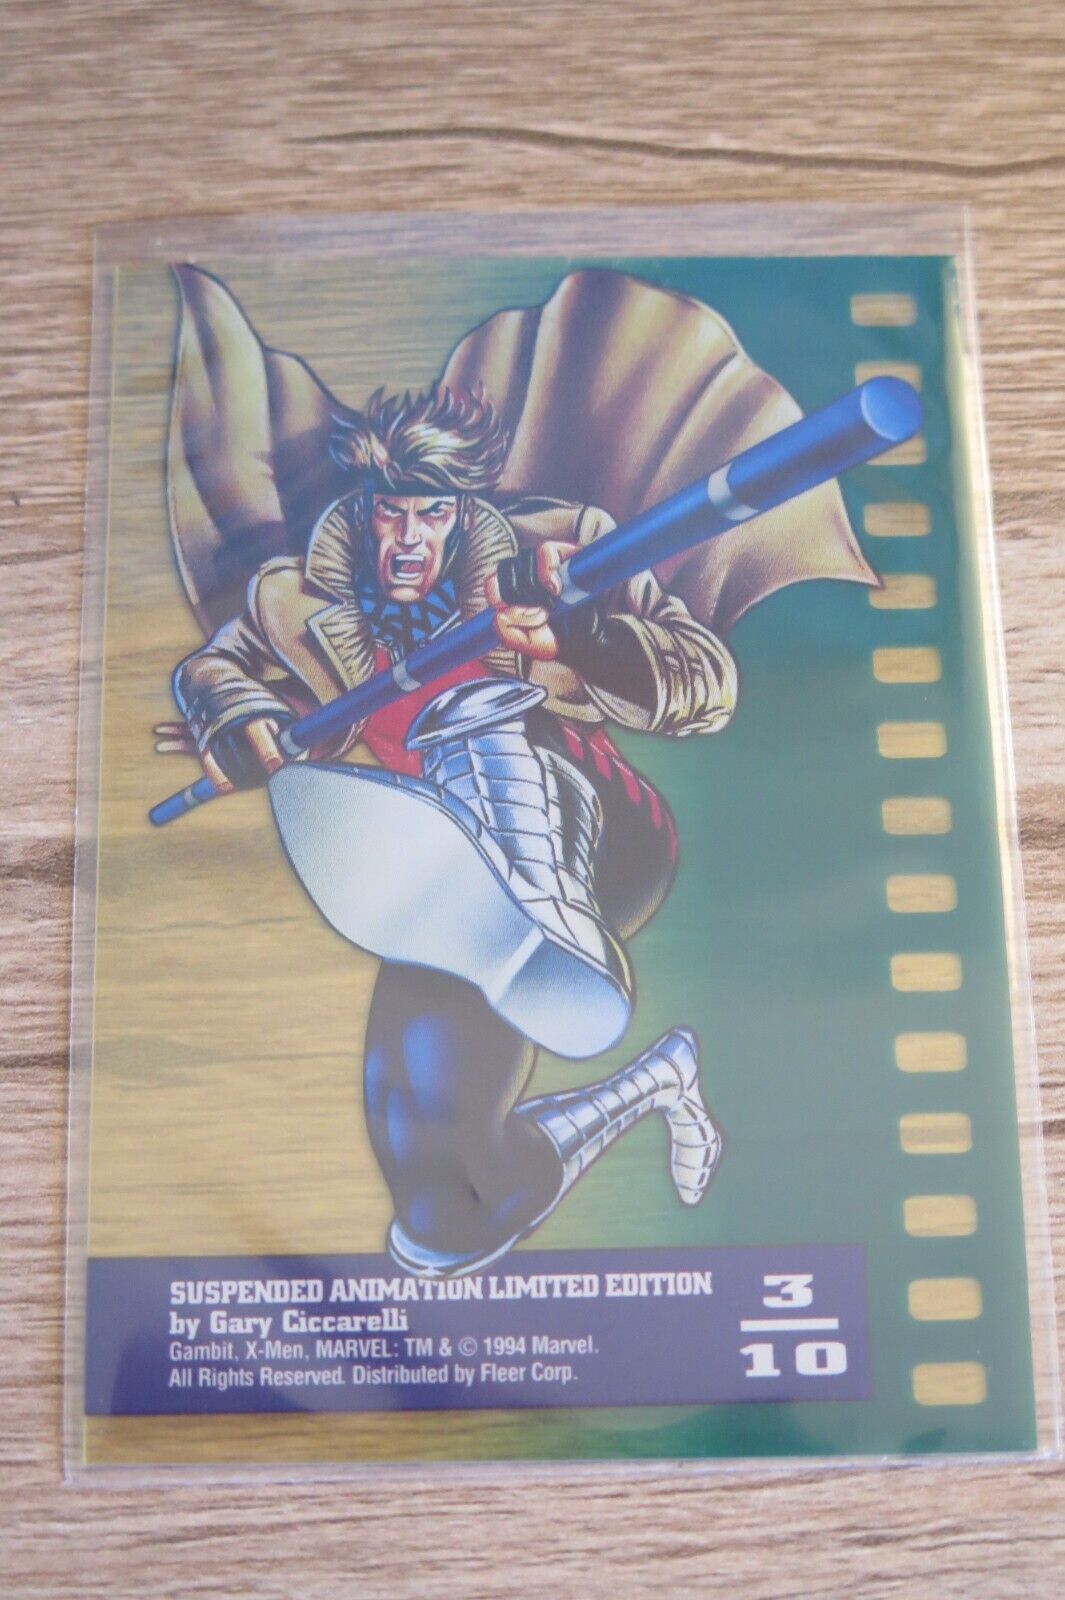 SUSPENDED ANIMATION LIMITED EDITION
by Gary Ciccarelli
Gambit, X-Men, MARVEL: TM & © 1994 Marvel.
All Rights Reserved. Distributed by Fleer Corp.
3
10